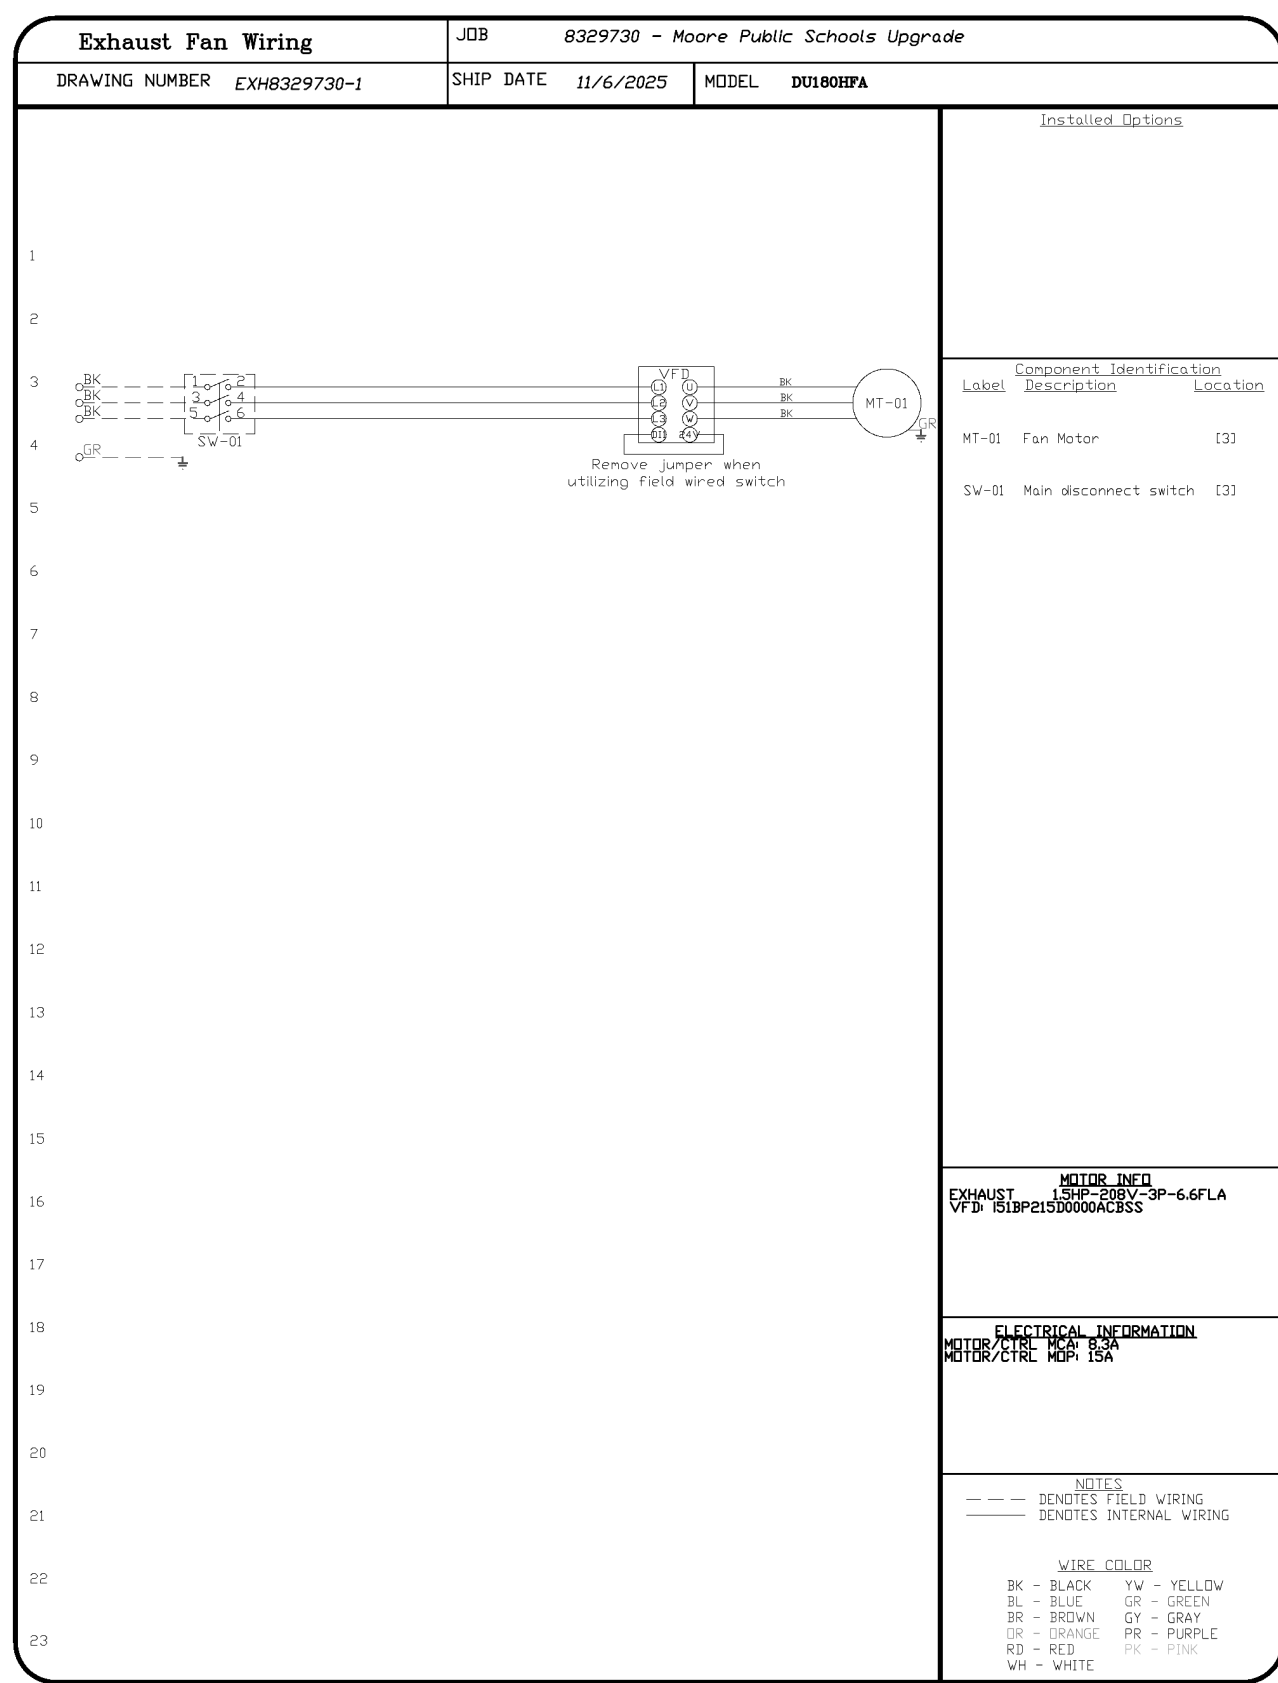 Exhaust Fan Wiring
JOB 8329730 - Moore Public Schools Upgrade
DRAWING NUMBER EXH8329730-1
SHIP DATE 11/6/2025
MODEL DU180HFA
Installed Options
1
2
3
BK
BK
BK
1 2
3 4
5 6
SW-01
VFD
L1 U
L2 V
L3 W
DI1 24V
BK
BK
BK
MT-01
GR
4
GR
Remove jumper when
utilizing field wired switch
5
6
7
8
9
10
11
12
13
14
15
16
17
18
19
20
21
22
23
Component Identification
Label Description Location
MT-01 Fan Motor [3]
SW-01 Main disconnect switch [3]
MOTOR INFO
EXHAUST 1.5HP-208V-3P-6.6FLA
VFD: I51BP215D0000ACBSS
ELECTRICAL INFORMATION
MOTOR/CTRL MCA: 8.3A
MOTOR/CTRL MOP: 15A
NOTES
DENOTES FIELD WIRING
DENOTES INTERNAL WIRING
WIRE COLOR
BK - BLACK YW - YELLOW
BL - BLUE GR - GREEN
BR - BROWN GY - GRAY
OR - ORANGE PR - PURPLE
RD - RED PK - PINK
WH - WHITE